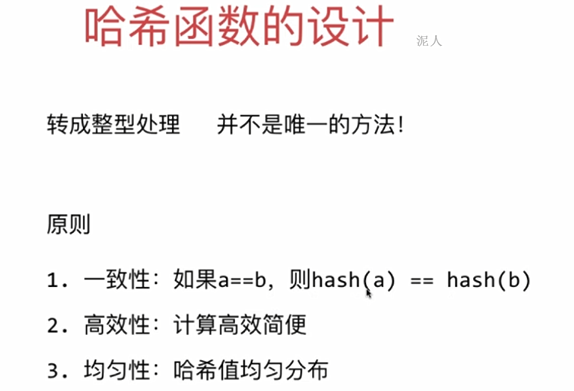 哈希函数的设计 泥人
转成整型处理 并不是唯一的方法！
原则
1. 一致性：如果a==b，则hash(a) == hash(b)
2. 高效性：计算高效简便
3. 均匀性：哈希值均匀分布